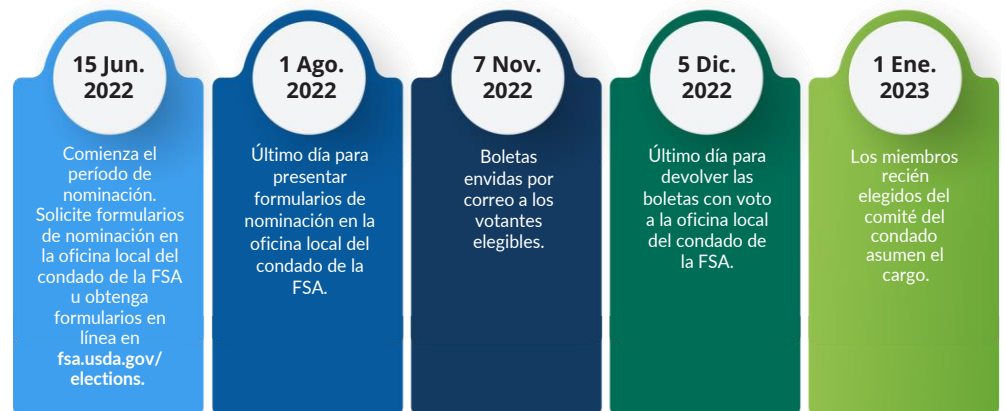 15 Jun.
2022
Comienza el
período de
nominación.
Solicite formularios
de nominación en
la oficina local del
condado de la FSA
u obtenga
formularios en
línea en
fsa.usda.gov/
elections.
1 Ago.
2022
Último día para
presentar
formularios de
nominación en la
oficina local del
condado de la
FSA.
7 Nov.
2022
Boletas
envidas por
correo a los
votantes
elegibles.
5 Dic.
2022
Último día para
devolver las
boletas con voto
a la oficina local
del condado de
la FSA.
1 Ene.
2023
Los miembros
recién
elegidos del
comité del
condado
asumen el
cargo.